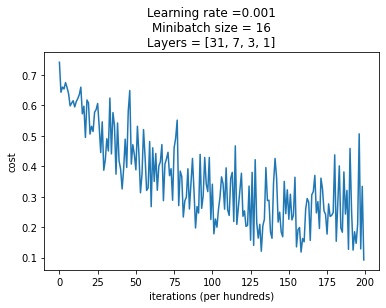 Learning rate =0.001
Minibatch size = 16
Layers = [31, 7, 3, 1]
0.7
0.6
0.5
0.4
0.3
0.2
0.1
cost
0 25 50 75 100 125 150 175 200
iterations (per hundreds)